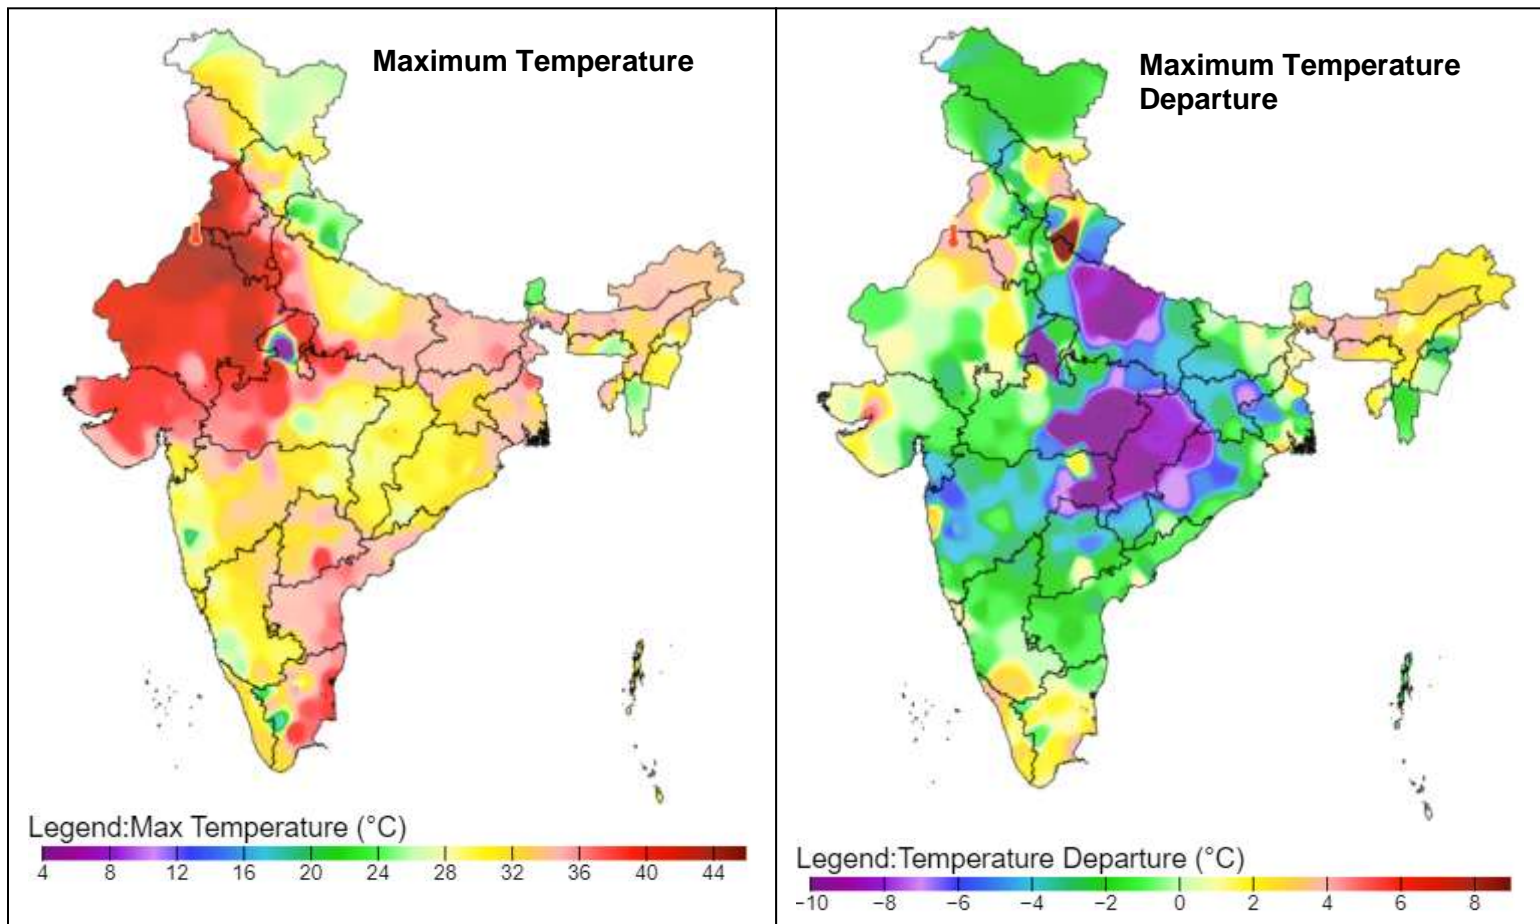 Maximum Temperature
Legend:Max Temperature (°C)
4 8 12 16 20 24 28 32 36 40 44
Maximum Temperature
Departure
Legend:Temperature Departure (°C)
−10 −8 −6 −4 −2 0 2 4 6 8